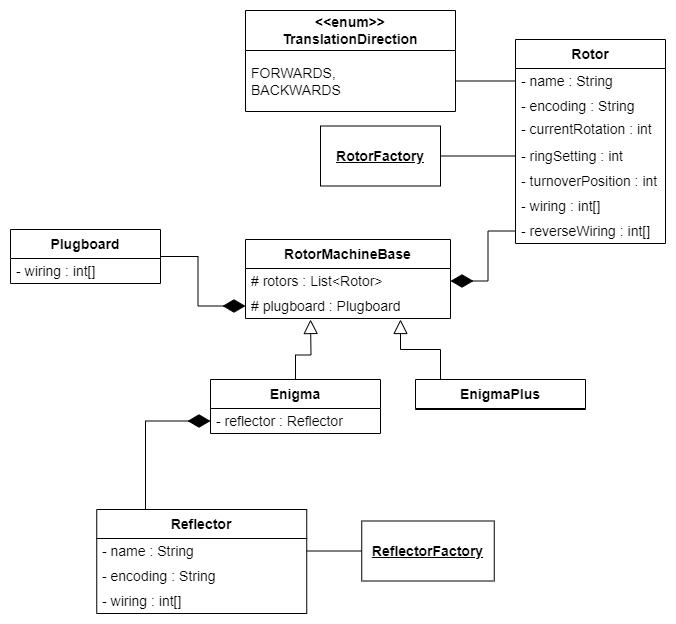 <<enum>>
TranslationDirection
FORWARDS,
BACKWARDS
Rotor
- name : String
- encoding : String
- currentRotation : int
- ringSetting : int
- turnoverPosition : int
- wiring : int[]
- reverseWiring : int[]
RotorFactory
Plugboard
- wiring : int[]
RotorMachineBase
# rotors : List<Rotor>
# plugboard : Plugboard
Enigma
- reflector : Reflector
EnigmaPlus
Reflector
- name : String
- encoding : String
- wiring : int[]
ReflectorFactory